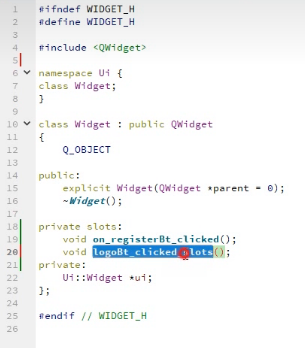 1 #ifndef WIDGET_H
2 #define WIDGET_H
3
4 #include <QWidget>
5
6 namespace Ui {
7 class Widget;
8 }
9
10 class Widget : public QWidget
11 {
12 Q_OBJECT
13
14 public:
15 explicit Widget(QWidget *parent = 0);
16 ~Widget();
17
18 private slots:
19 void on_registerBt_clicked();
20 void logoBt_clicked_slots();
21 private:
22 Ui::Widget *ui;
23 };
24
25 #endif // WIDGET_H
26